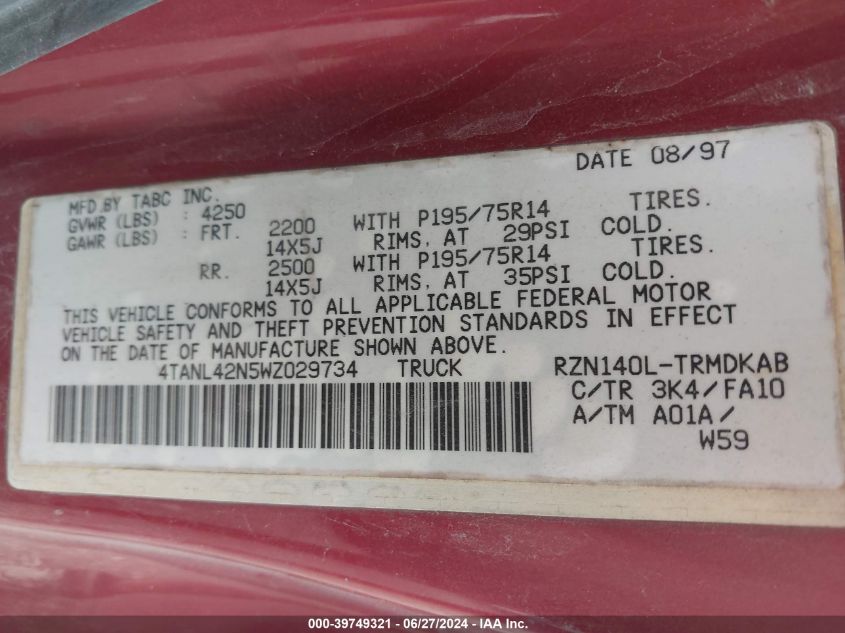 DATE 08/97
MFD.BY TABC INC.
GVWR (LBS) : 4250
GAWR (LBS) : FRT. 2200 WITH P195/75R14 TIRES.
14X5J RIMS, AT 29PSI COLD.
RR. 2500 WITH P195/75R14 TIRES.
14X5J RIMS, AT 35PSI COLD.
THIS VEHICLE CONFORMS TO ALL APPLICABLE FEDERAL MOTOR
VEHICLE SAFETY AND THEFT PREVENTION STANDARDS IN EFFECT
ON THE DATE OF MANUFACTURE SHOWN ABOVE.
4TANL42N5WZ029734 TRUCK RZN140L-TRMDKAB
C/TR 3K4/FA10
A/TM A01A/
W59
000-39749321 - 06/27/2024 - IAA Inc.